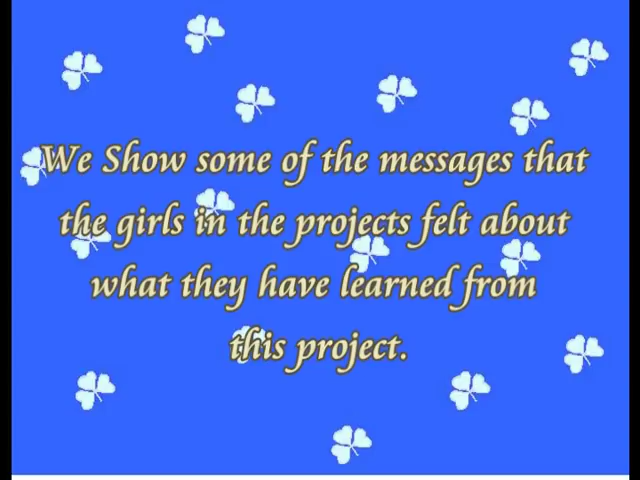 We Show some of the messages that
the girls in the projects felt about
what they have learned from
this project.